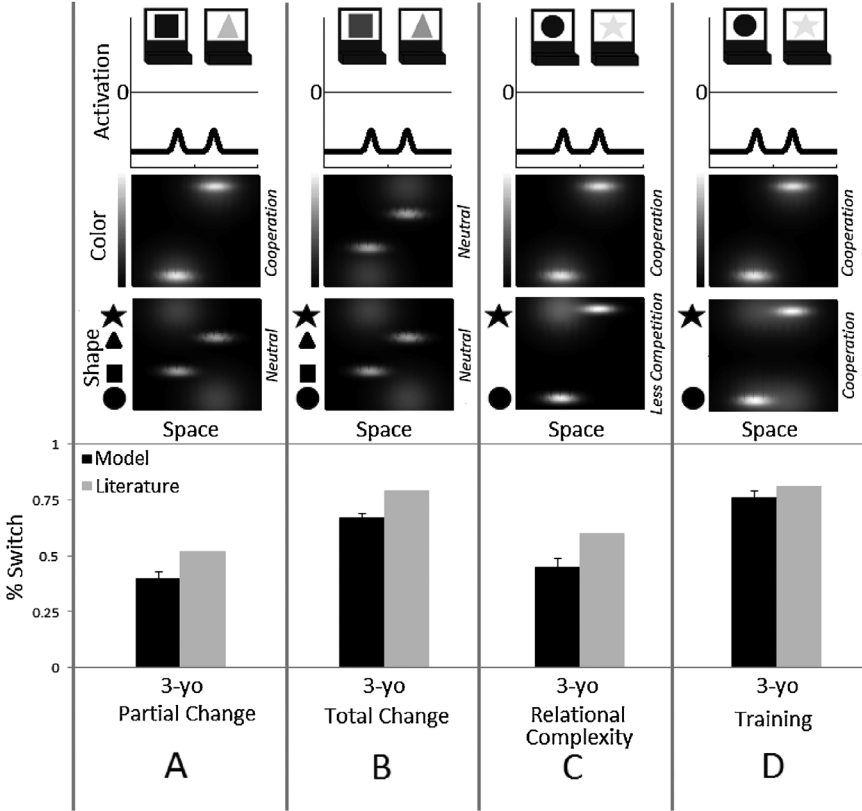 Activation
0
0
0
0
Color
Cooperation
Neutral
Cooperation
Cooperation
Shape
Neutral
Neutral
Less Competition
Cooperation
Space
Space
Space
Space
% Switch
1
0.75
0.5
0.25
0
Model
Literature
3-yo
3-yo
3-yo
3-yo
Partial Change
Total Change
Relational
Complexity
Training
A
B
C
D